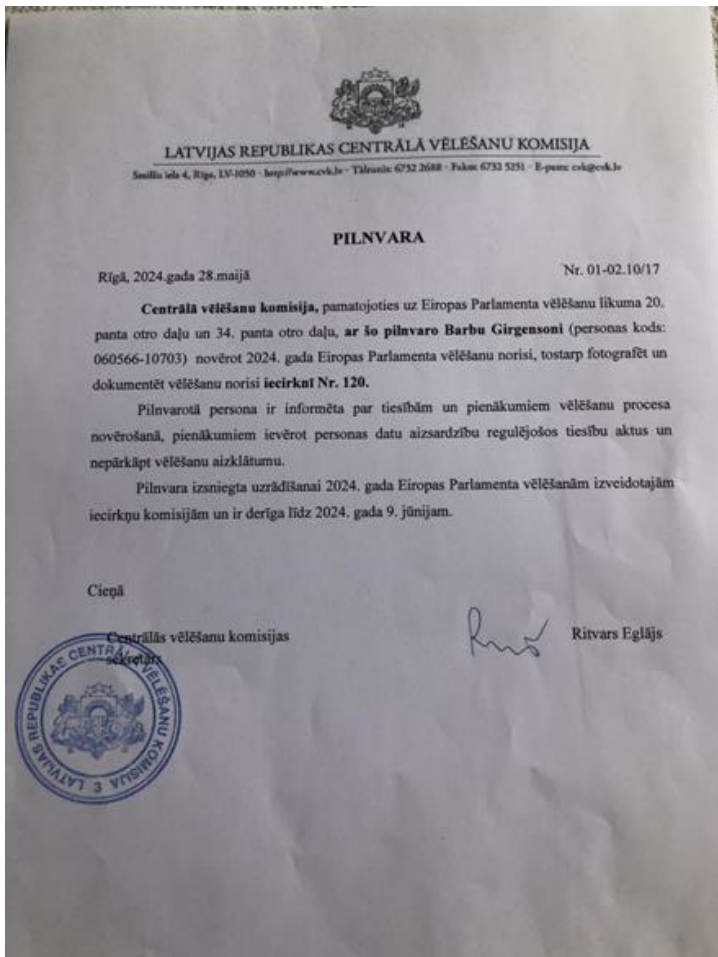 LATVIJAS REPUBLIKAS CENTRĀLĀ VĒLĒŠANU KOMISIJA
Smilšu iela 4, Rīga, LV-1050 · http://www.cvk.lv · Tālrunis: 6732 2688 · Fakss: 6732 5251 · E-pasts: cvk@cvk.lv
PILNVARA
Rīgā, 2024.gada 28.maijā Nr. 01-02.10/17
Centrālā vēlēšanu komisija, pamatojoties uz Eiropas Parlamenta vēlēšanu likuma 20.
panta otro daļu un 34. panta otro daļu, ar šo pilnvaro Barbu Girgensoni (personas kods:
060566-10703) novērot 2024. gada Eiropas Parlamenta vēlēšanu norisi, tostarp fotografēt un
dokumentēt vēlēšanu norisi iecirknī Nr. 120.
Pilnvarotā persona ir informēta par tiesībām un pienākumiem vēlēšanu procesa
novērošanā, pienākumiem ievērot personas datu aizsardzību regulējošos tiesību aktus un
nepārkāpt vēlēšanu aizklātumu.
Pilnvara izsniegta uzrādīšanai 2024. gada Eiropas Parlamenta vēlēšanām izveidotajām
iecirkņu komisijām un ir derīga līdz 2024. gada 9. jūnijam.
Cieņā
Centrālās vēlēšanu komisijas Ritvars Eglājs
sekretārs
LATVIJAS REPUBLIKAS CENTRĀLĀ VĒLĒŠANU KOMISIJA 3